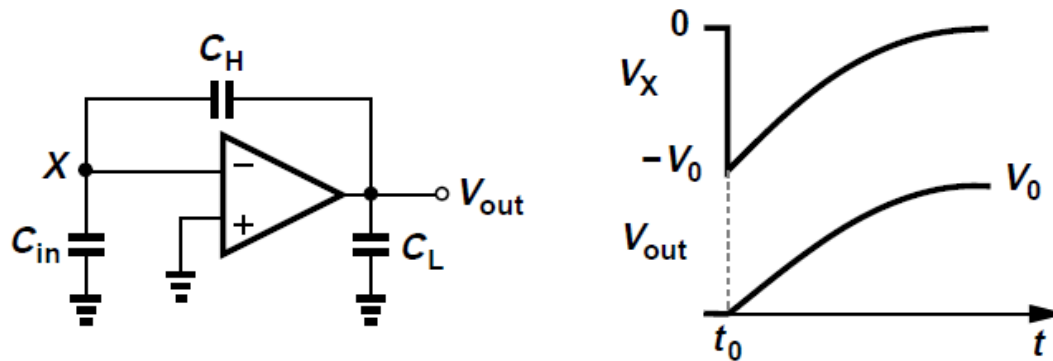 C_H
X
−
+
V_out
C_in
C_L
0
V_X
−V_0
V_0
V_out
t_0
t